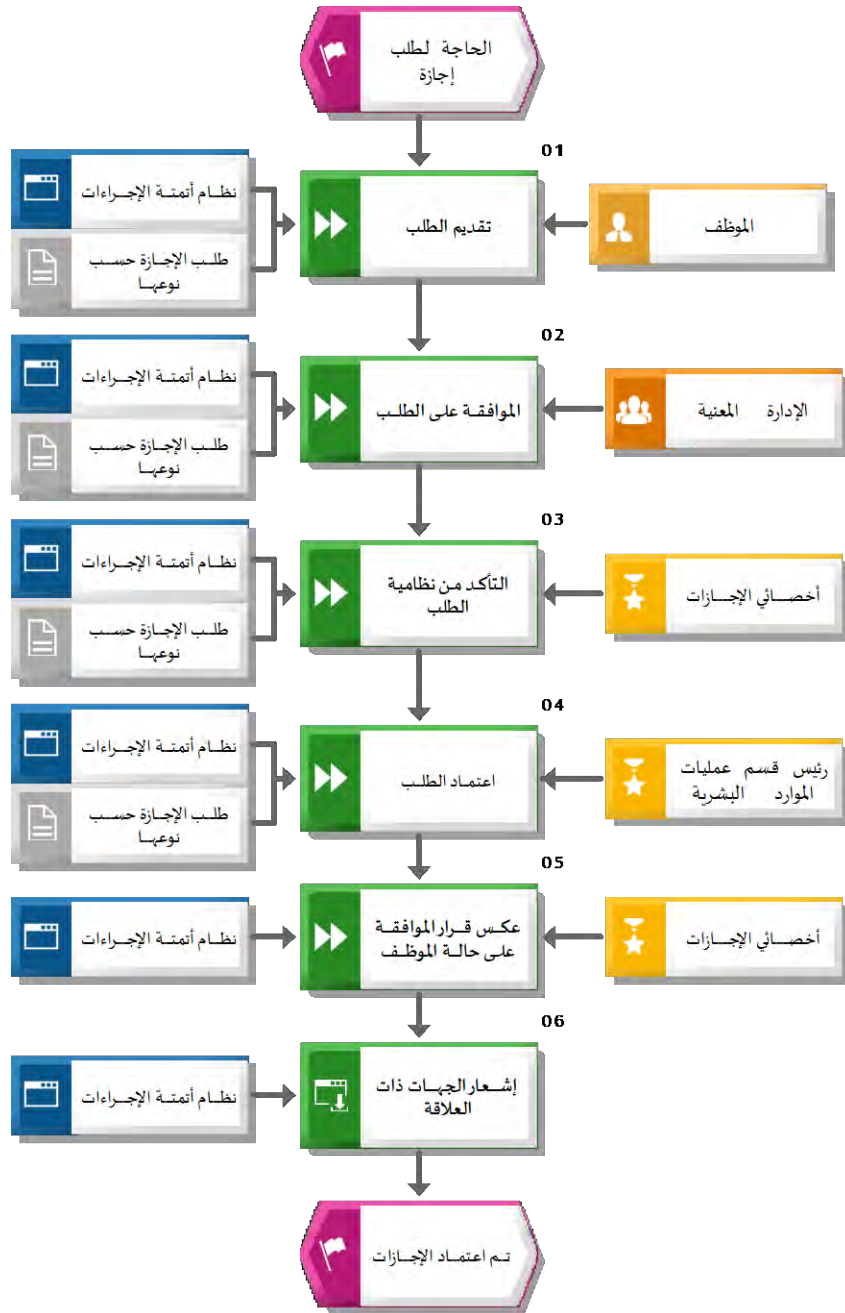 الحاجة لطلب
إجازة
01
الموظف
تقديم الطلب
نظام أتمتة الإجراءات
طلب الإجازة حسب
نوعها
02
الإدارة المعنية
الموافقة على الطلب
نظام أتمتة الإجراءات
طلب الإجازة حسب
نوعها
03
أخصائي الإجازات
التأكد من نظامية
الطلب
نظام أتمتة الإجراءات
طلب الإجازة حسب
نوعها
04
رئيس قسم عمليات
الموارد البشرية
اعتماد الطلب
نظام أتمتة الإجراءات
طلب الإجازة حسب
نوعها
05
أخصائي الإجازات
عكس قرار الموافقة
على حالة الموظف
نظام أتمتة الإجراءات
06
إشعار الجهات ذات
العلاقة
نظام أتمتة الإجراءات
تم اعتماد الإجازات